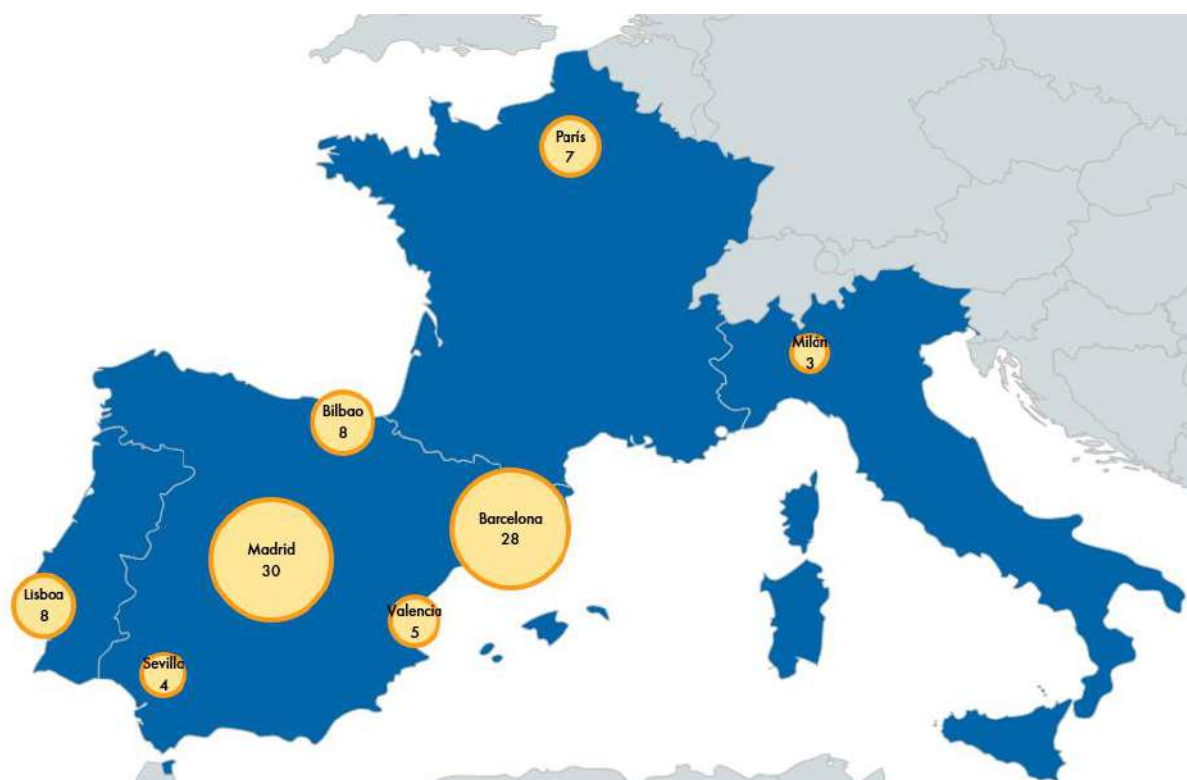 París
7
Milán
3
Bilbao
8
Barcelona
28
Madrid
30
Lisboa
8
Valencia
5
Sevilla
4